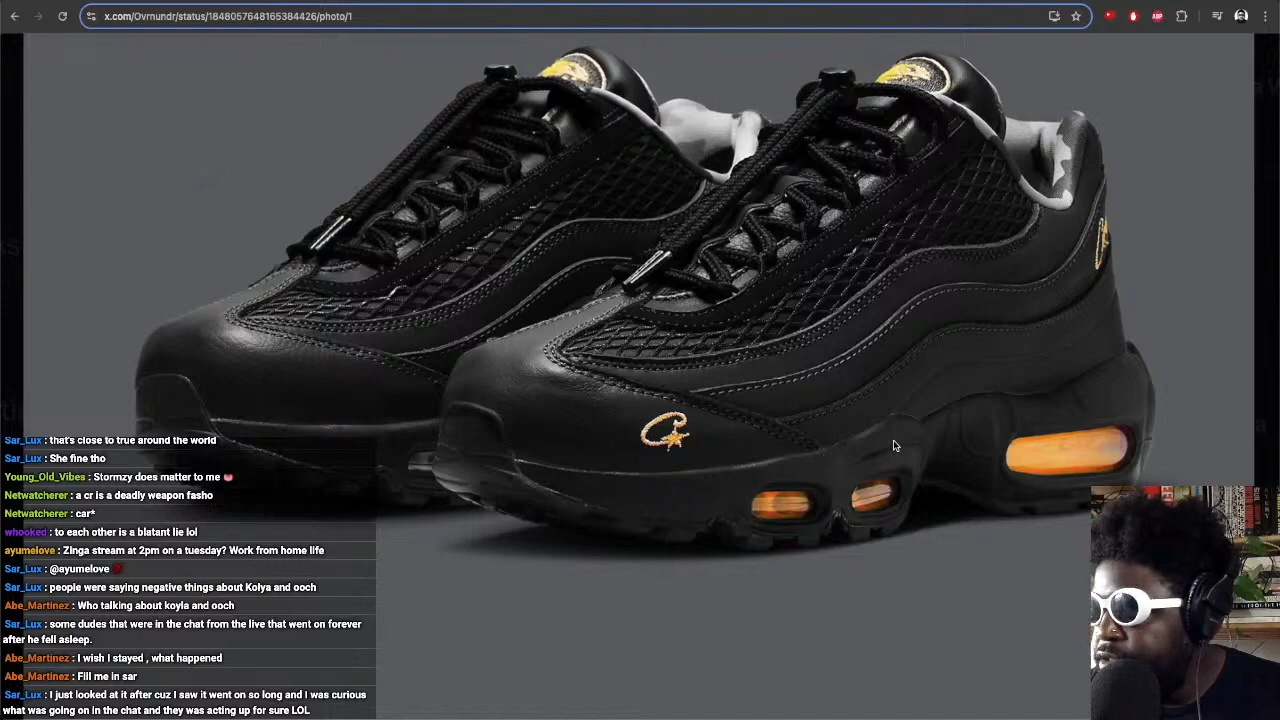 x.com/Ovrnundr/status/1848057648165384426/photo/1
Sar_Lux : that's close to true around the world
Sar_Lux : She fine tho
Young_Old_Vibes : Stormzy does matter to me
Netwatcherer : a cr is a deadly weapon fasho
Netwatcherer : car*
whooked : to each other is a blatant lie lol
ayumelove : Zinga stream at 2pm on a tuesday? Work from home life
Sar_Lux : @ayumelove 💯
Sar_Lux : people were saying negative things about Kolya and ooch
Abe_Martinez : Who talking about koyla and ooch
Sar_Lux : some dudes that were in the chat from the live that went on forever
after he fell asleep.
Abe_Martinez : I wish I stayed , what happened
Abe_Martinez : Fill me in sar
Sar_Lux : I just looked at it after cuz I saw it went on so long and I was curious
what was going on in the chat and they was acting up for sure LOL
ABP